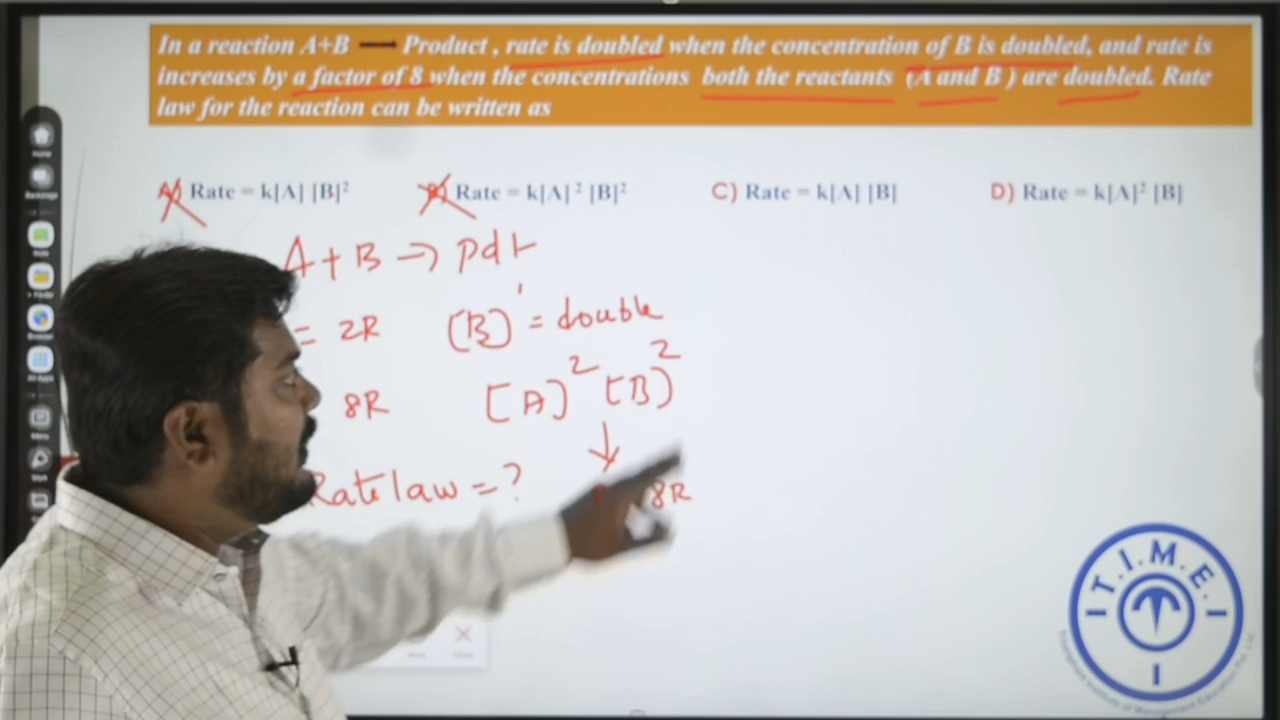 In a reaction A+B → Product , rate is doubled when the concentration of B is doubled, and rate is
increases by a factor of 8 when the concentrations both the reactants (A and B ) are doubled. Rate
law for the reaction can be written as
A) Rate = k[A] [B]² B) Rate = k[A] ² [B]² C) Rate = k[A] [B] D) Rate = k[A]² [B]
A + B → pdt
= 2R [B]' = double
8R [A]² [B]²
↓
Rate law = ? 8R
Home
T.I.M.E.